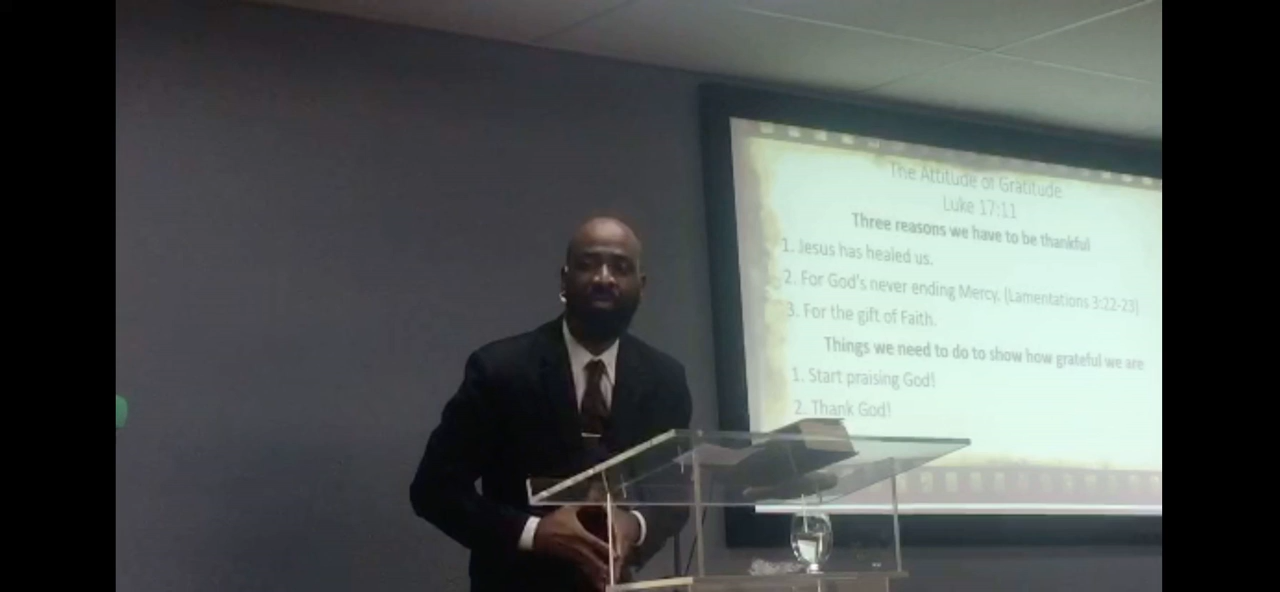 The Attitude of Gratitude
Luke 17:11
Three reasons we have to be thankful
1. Jesus has healed us.
2. For God's never ending Mercy. (Lamentations 3:22-23)
3. For the gift of Faith.
Things we need to do to show how grateful we are
1. Start praising God!
2. Thank God!